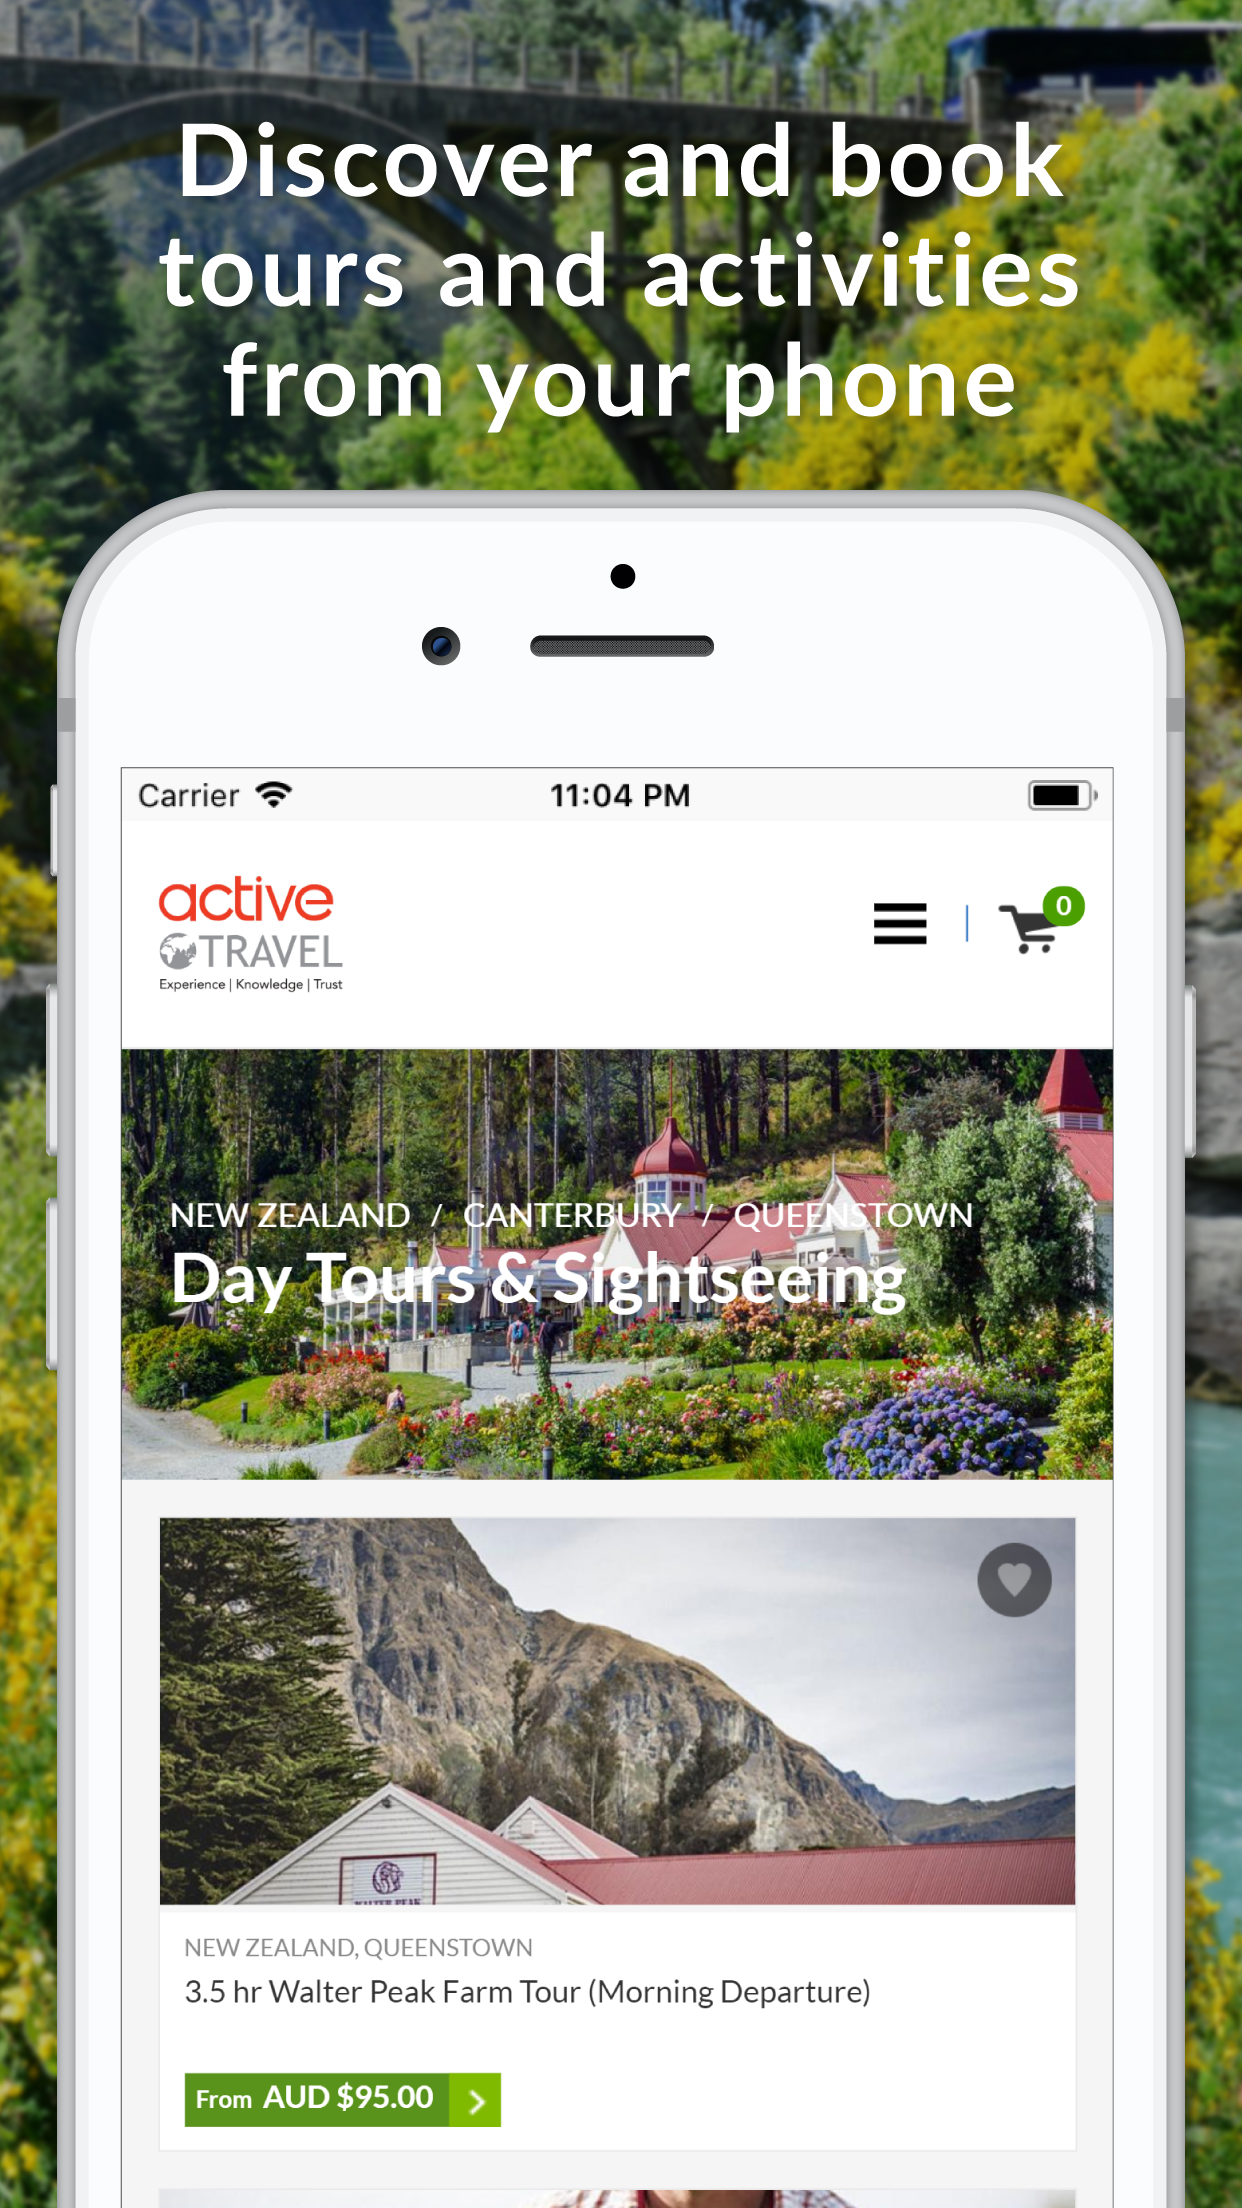 Discover and book
tours and activities
from your phone
Carrier 11:04 PM
active
TRAVEL
Experience | Knowledge | Trust
0
NEW ZEALAND / CANTERBURY / QUEENSTOWN
Day Tours & Sightseeing
WALTER PEAK
NEW ZEALAND, QUEENSTOWN
3.5 hr Walter Peak Farm Tour (Morning Departure)
From AUD $95.00